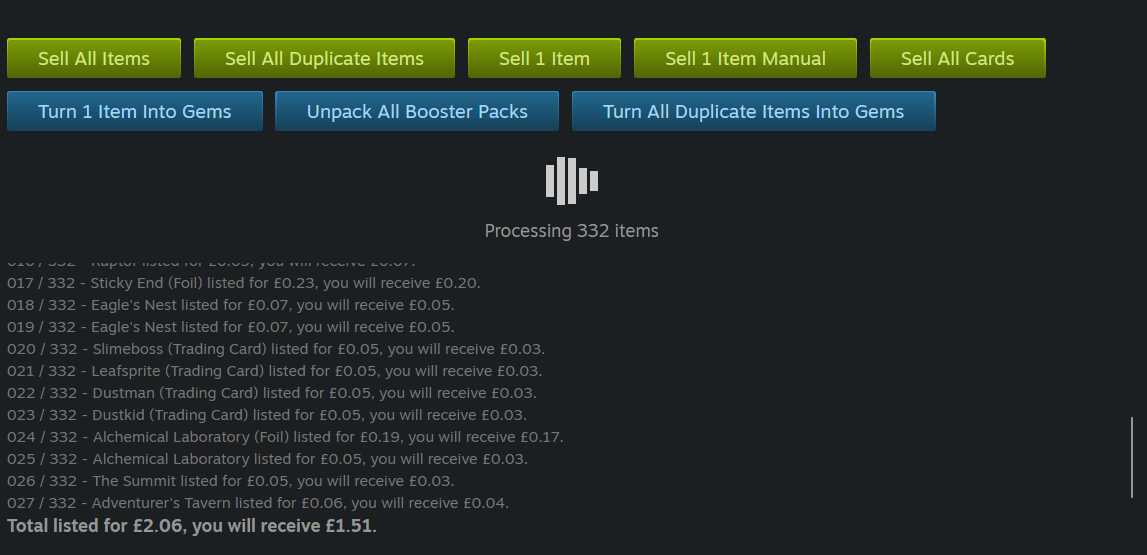 Sell All Items
Sell All Duplicate Items
Sell 1 Item
Sell 1 Item Manual
Sell All Cards
Turn 1 Item Into Gems
Unpack All Booster Packs
Turn All Duplicate Items Into Gems
Processing 332 items
/ 332 - Raptor listed for you will receive
017 / 332 - Sticky End (Foil) listed for £0.23, you will receive £0.20.
018 / 332 - Eagle's Nest listed for £0.07, you will receive £0.05.
019 / 332 - Eagle's Nest listed for £0.07, you will receive £0.05.
020 / 332 - Slimeboss (Trading Card) listed for £0.05, you will receive £0.03.
021 / 332 - Leafsprite (Trading Card) listed for £0.05, you will receive £0.03.
022 / 332 - Dustman (Trading Card) listed for £0.05, you will receive £0.03.
023 / 332 - Dustkid (Trading Card) listed for £0.05, you will receive £0.03.
024 / 332 - Alchemical Laboratory (Foil) listed for £0.19, you will receive £0.17.
025 / 332 - Alchemical Laboratory listed for £0.05, you will receive £0.03.
026 / 332 - The Summit listed for £0.05, you will receive £0.03.
027 / 332 - Adventurer's Tavern listed for £0.06, you will receive £0.04.
Total listed for £2.06, you will receive £1.51.